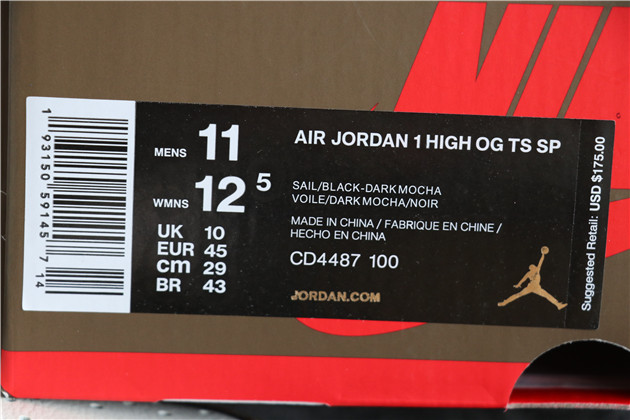 NIKE
1 93150 59145 7 14
MENS 11
WMNS 12 5
UK 10
EUR 45
cm 29
BR 43
AIR JORDAN 1 HIGH OG TS SP
SAIL/BLACK-DARK MOCHA
VOILE/DARK MOCHA/NOIR
MADE IN CHINA / FABRIQUE EN CHINE /
HECHO EN CHINA
CD4487 100
JORDAN.COM
Suggested Retail: USD $175.00